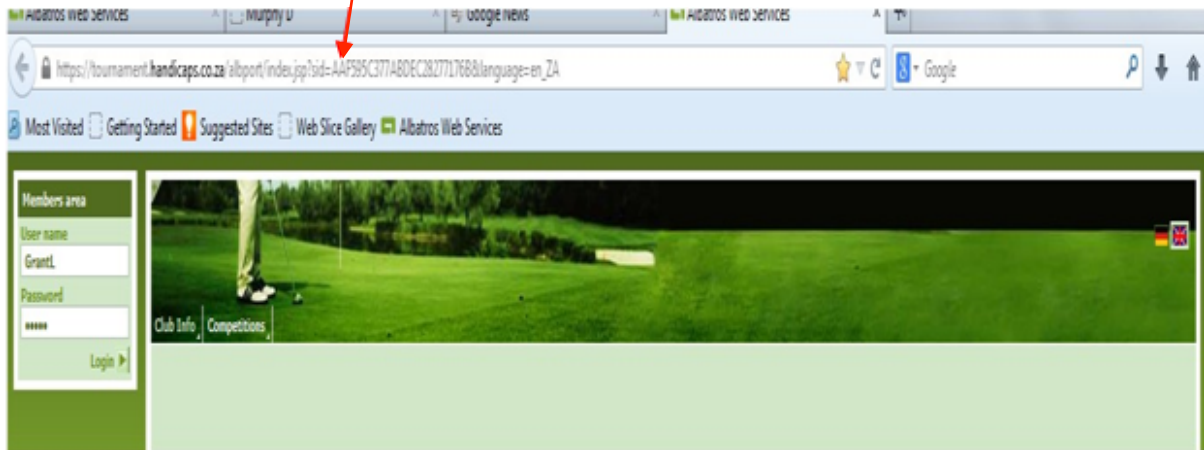 Albatros Web Services Murphy D Google News Albatros Web Services
https://tournament.handicaps.co.za/albport/index.jsp?sid=AAF595C377ABDEC28277176B&language=en_ZA Google
Most Visited Getting Started Suggested Sites Web Slice Gallery Albatros Web Services
Members area
User name
GrantL
Password
Login
Club Info Competitions